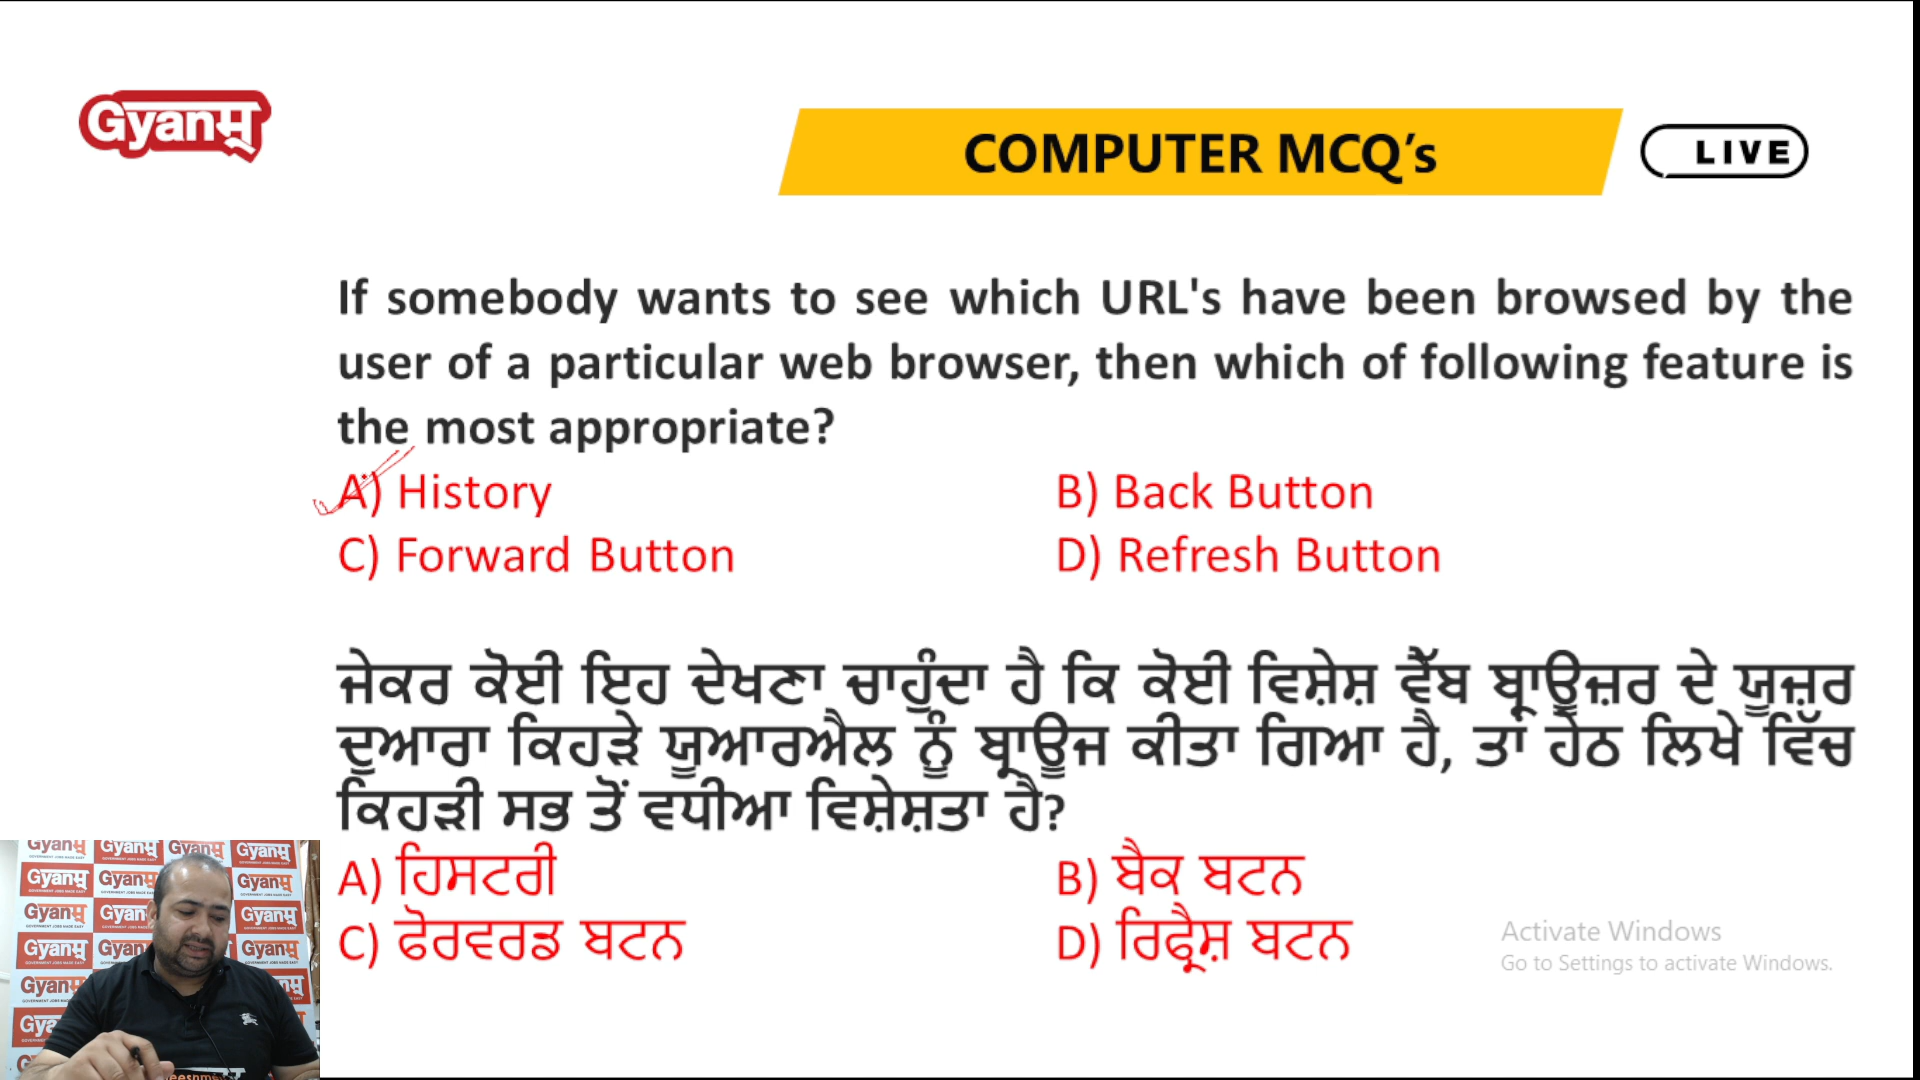 Gyanम्
COMPUTER MCQ’s
LIVE
If somebody wants to see which URL's have been browsed by the
user of a particular web browser, then which of following feature is
the most appropriate?
A) History B) Back Button
C) Forward Button D) Refresh Button
ਜੇਕਰ ਕੋਈ ਇਹ ਦੇਖਣਾ ਚਾਹੁੰਦਾ ਹੈ ਕਿ ਕੋਈ ਵਿਸ਼ੇਸ਼ ਵੈੱਬ ਬ੍ਰਾਊਜ਼ਰ ਦੇ ਯੂਜ਼ਰ
ਦੁਆਰਾ ਕਿਹੜੇ ਯੂਆਰਐਲ ਨੂੰ ਬ੍ਰਾਊਜ ਕੀਤਾ ਗਿਆ ਹੈ, ਤਾਂ ਹੇਠ ਲਿਖੇ ਵਿੱਚ
ਕਿਹੜੀ ਸਭ ਤੋਂ ਵਧੀਆ ਵਿਸ਼ੇਸ਼ਤਾ ਹੈ?
A) ਹਿਸਟਰੀ B) ਬੈਕ ਬਟਨ
C) ਫੋਰਵਰਡ ਬਟਨ D) ਰਿਫ੍ਰੈਸ਼ ਬਟਨ
Activate Windows
Go to Settings to activate Windows.